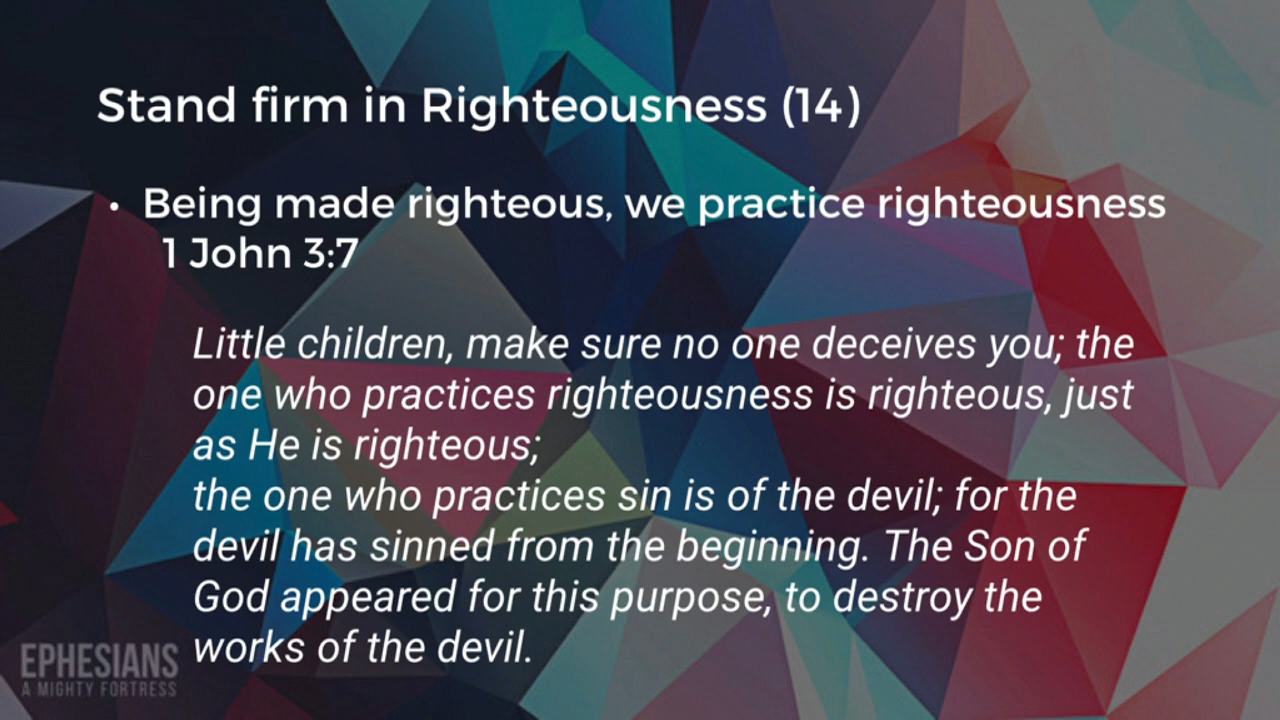 Stand firm in Righteousness (14)
• Being made righteous, we practice righteousness
1 John 3:7
Little children, make sure no one deceives you; the
one who practices righteousness is righteous, just
as He is righteous;
the one who practices sin is of the devil; for the
devil has sinned from the beginning. The Son of
God appeared for this purpose, to destroy the
works of the devil.
EPHESIANS
A MIGHTY FORTRESS